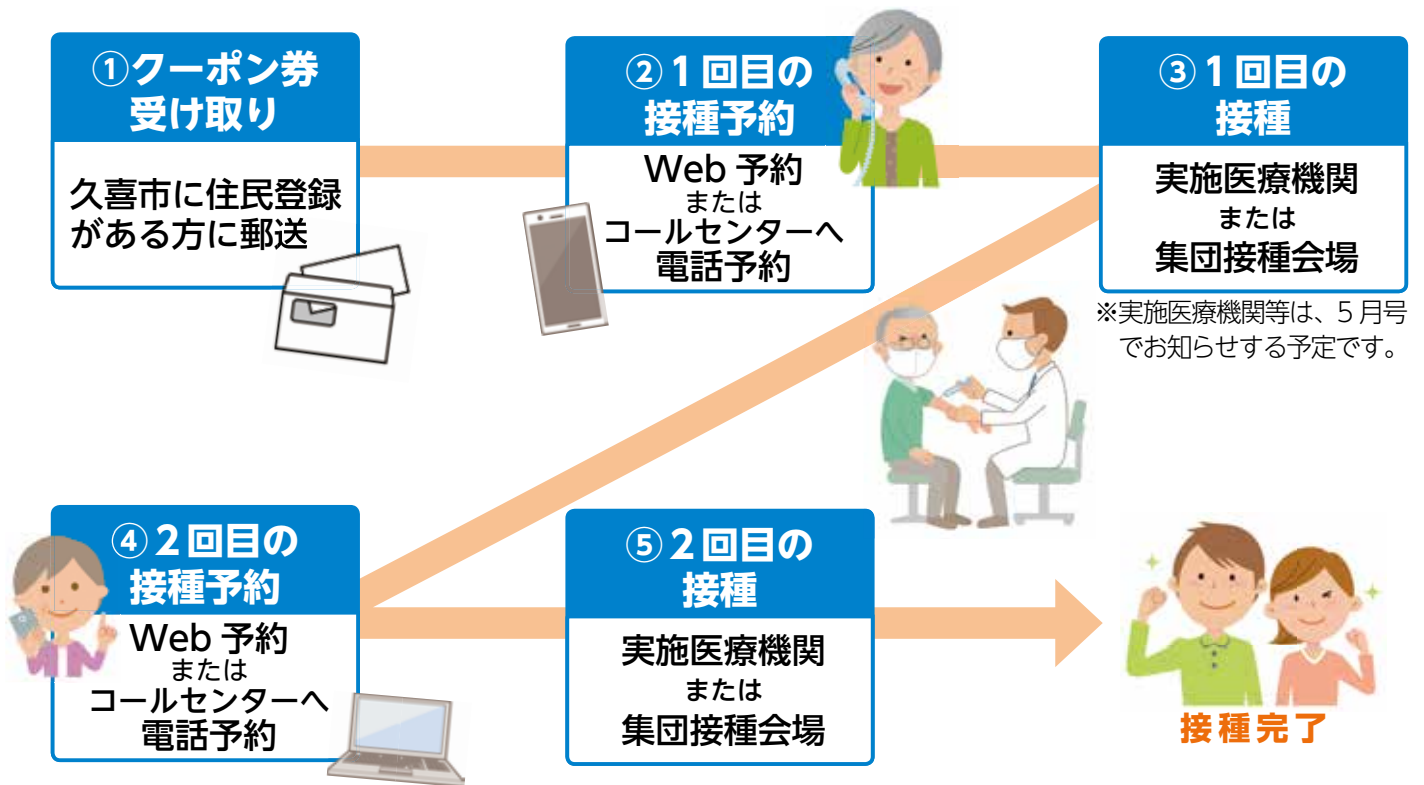 ①クーポン券
受け取り
久喜市に住民登録
がある方に郵送
②1回目の
接種予約
Web 予約
または
コールセンターへ
電話予約
③1回目の
接種
実施医療機関
または
集団接種会場
※実施医療機関等は、5月号
でお知らせする予定です。
④2回目の
接種予約
Web 予約
または
コールセンターへ
電話予約
⑤2回目の
接種
実施医療機関
または
集団接種会場
接種完了